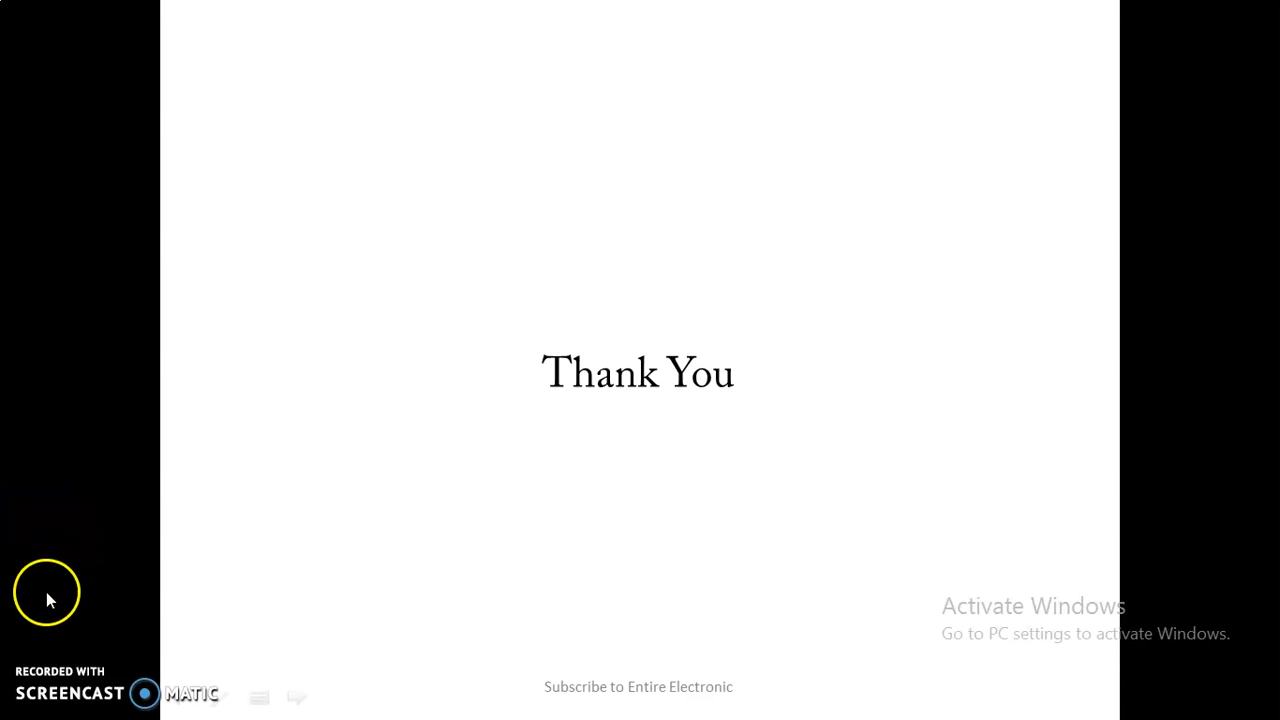 Thank You
Activate Windows
Go to PC settings to activate Windows.
RECORDED WITH
SCREENCAST MATIC
Subscribe to Entire Electronic